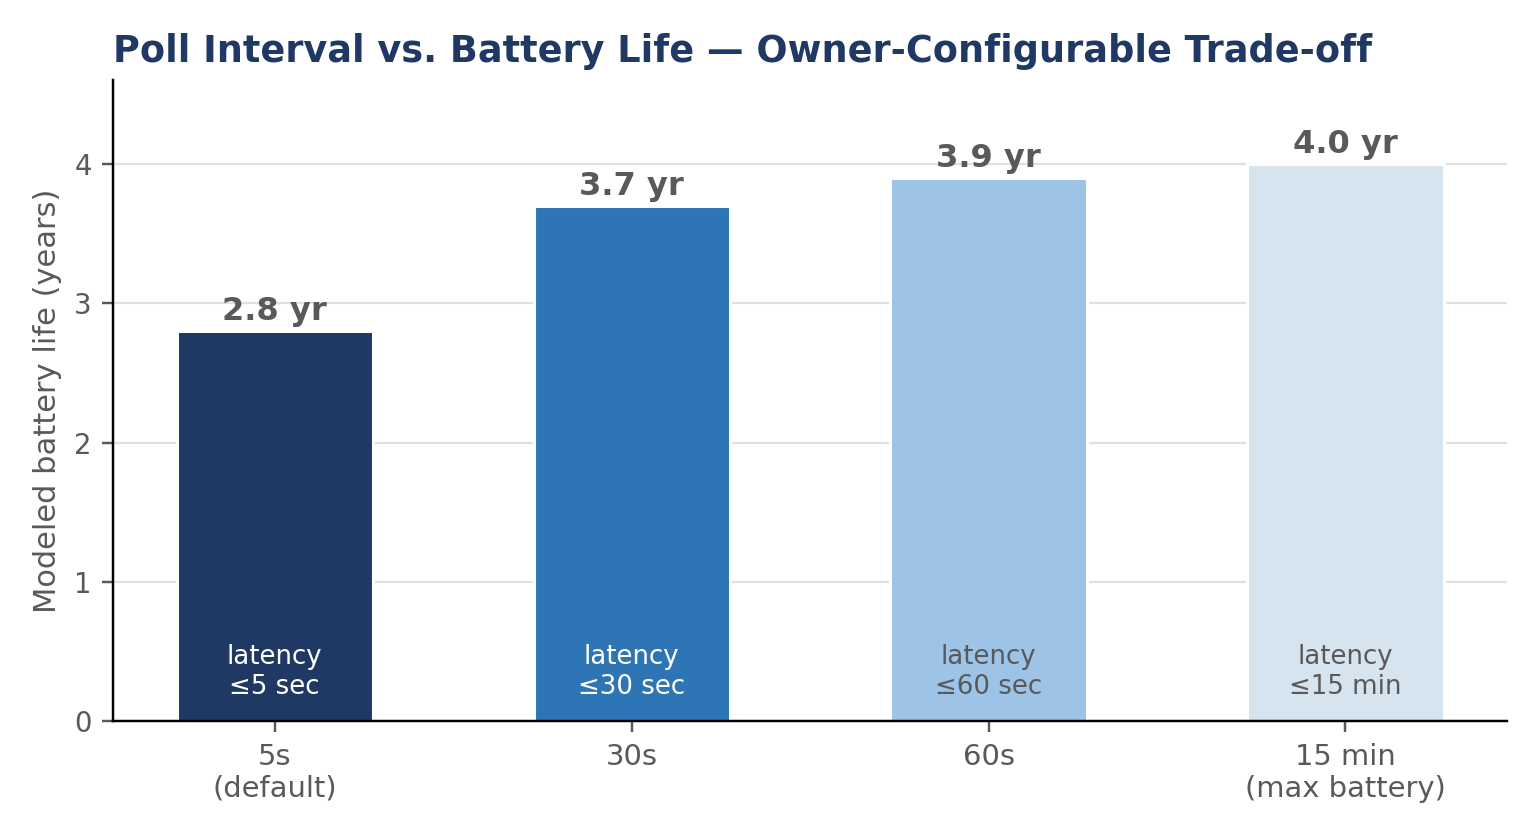 Poll Interval vs. Battery Life — Owner-Configurable Trade-off
Modeled battery life (years)
4
3
2
1
0
2.8 yr
3.7 yr
3.9 yr
4.0 yr
latency
≤5 sec
latency
≤30 sec
latency
≤60 sec
latency
≤15 min
5s
(default)
30s
60s
15 min
(max battery)